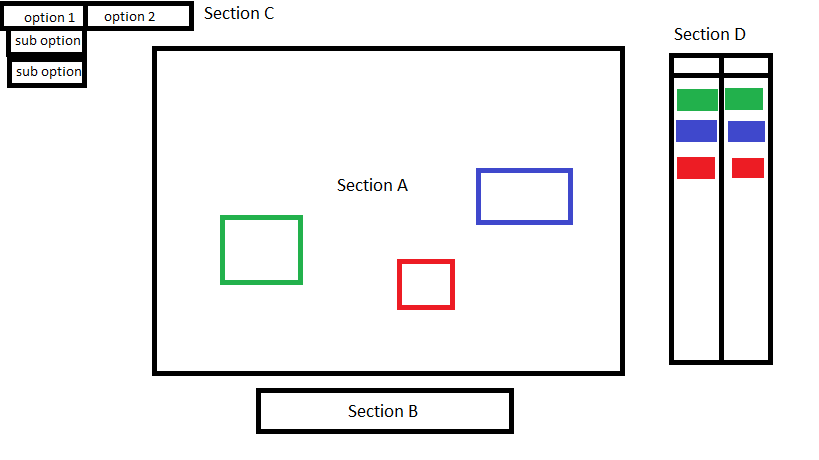 option 1 option 2 Section C
Section D
sub option
sub option
Section A
Section B